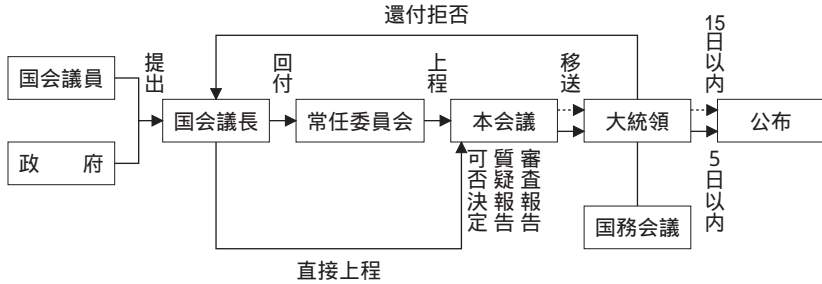 還付拒否
提出
回付
上程
移送
15日以内
国会議員
政　　府
国会議長
常任委員会
本会議
大統領
公布
可否決定
質疑報告
審査報告
5日以内
国務会議
直接上程